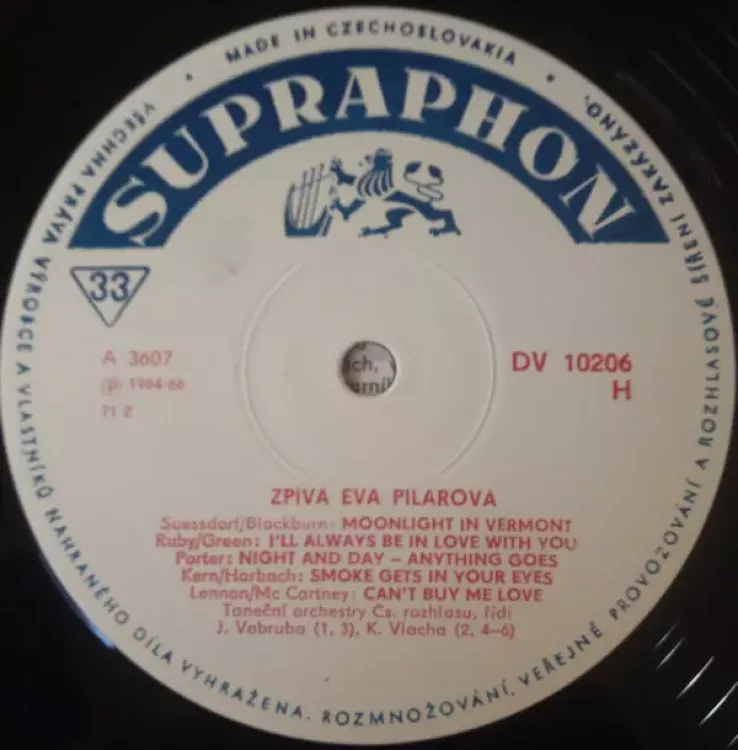 MADE IN CZECHOSLOVAKIA
SUPRAPHON
33
A 3607
Ⓟ 1964-66
71 2
DV 10206
H
ZPÍVÁ EVA PILAROVÁ
Suessdorf/Blackburn: MOONLIGHT IN VERMONT
Ruby/Green: I'LL ALWAYS BE IN LOVE WITH YOU
Porter: NIGHT AND DAY – ANYTHING GOES
Kern/Harbach: SMOKE GETS IN YOUR EYES
Lennon/Mc Cartney: CAN'T BUY ME LOVE
Taneční orchestry Čs. rozhlasu, řídí
J. Vobruba (1, 3), K. Vlacha (2, 4–6)
VŠECHNA PRÁVA VÝROBCE A VLASTNÍKŮ NAHRANÉHO DÍLA VYHRAŽENA. ROZMNOŽOVÁNÍ, VEŘEJNÉ PROVOZOVÁNÍ A ROZHLASOVÉ ŠÍŘENÍ ZAKÁZÁNO.